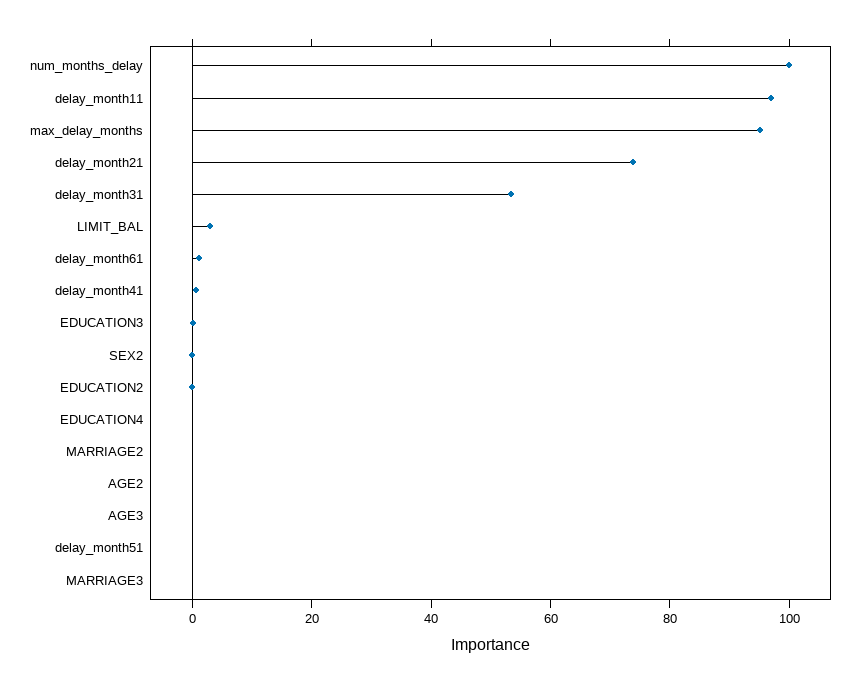 num_months_delay
delay_month11
max_delay_months
delay_month21
delay_month31
LIMIT_BAL
delay_month61
delay_month41
EDUCATION3
SEX2
EDUCATION2
EDUCATION4
MARRIAGE2
AGE2
AGE3
delay_month51
MARRIAGE3
0 20 40 60 80 100
Importance